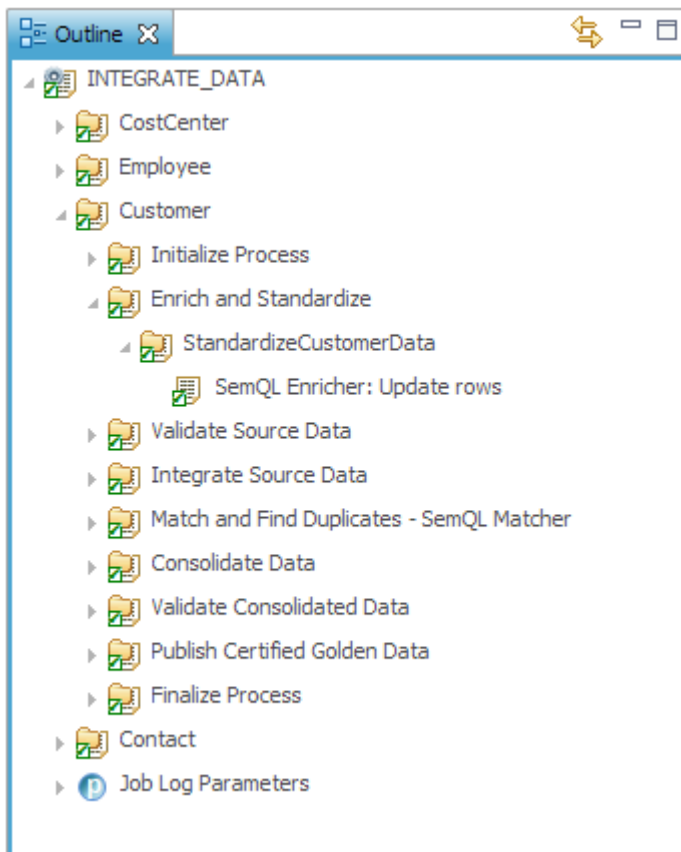 Outline
INTEGRATE_DATA
CostCenter
Employee
Customer
Initialize Process
Enrich and Standardize
StandardizeCustomerData
SemQL Enricher: Update rows
Validate Source Data
Integrate Source Data
Match and Find Duplicates - SemQL Matcher
Consolidate Data
Validate Consolidated Data
Publish Certified Golden Data
Finalize Process
Contact
Job Log Parameters